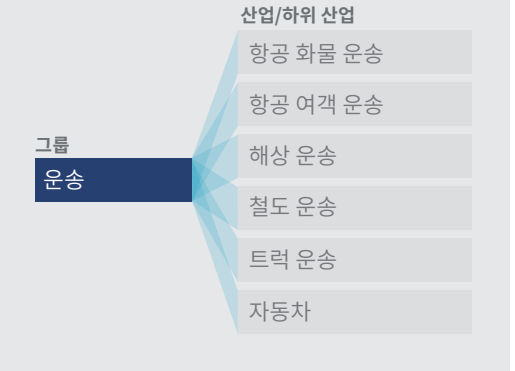 산업/하위 산업
항공 화물 운송
항공 여객 운송
그룹
해상 운송
운송
철도 운송
트럭 운송
자동차